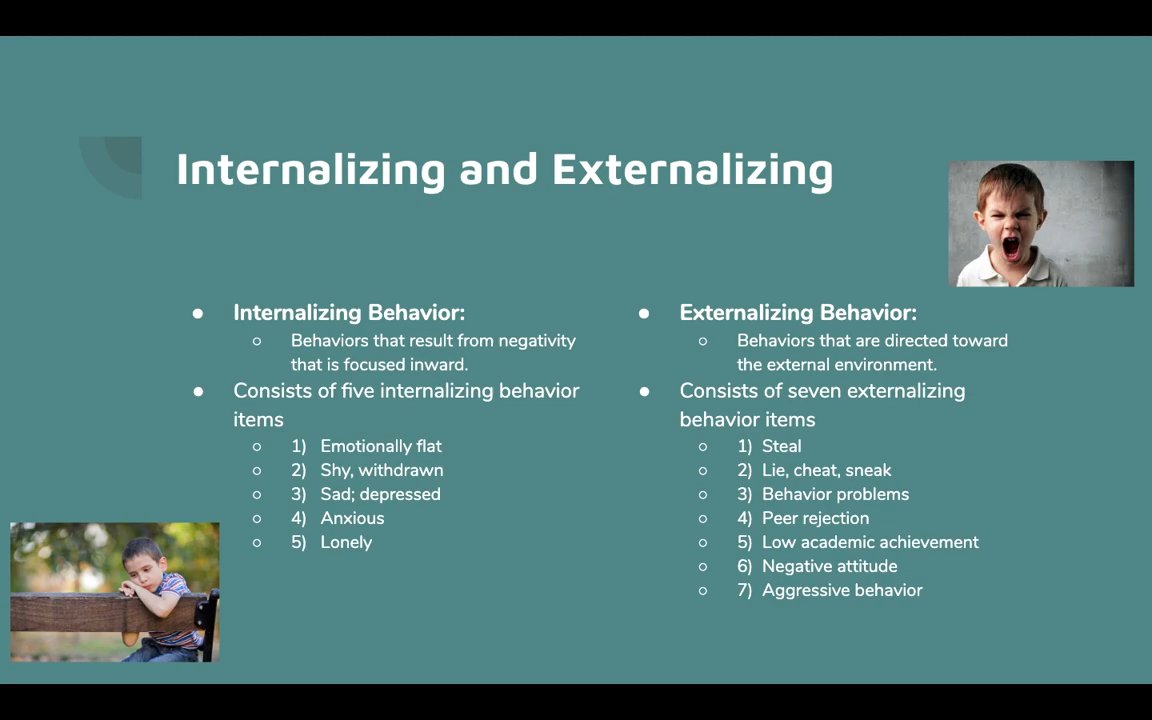 Internalizing and Externalizing
● Internalizing Behavior:
○ Behaviors that result from negativity
that is focused inward.
● Consists of five internalizing behavior
items
○ 1) Emotionally flat
○ 2) Shy, withdrawn
○ 3) Sad; depressed
○ 4) Anxious
○ 5) Lonely
● Externalizing Behavior:
○ Behaviors that are directed toward
the external environment.
● Consists of seven externalizing
behavior items
○ 1) Steal
○ 2) Lie, cheat, sneak
○ 3) Behavior problems
○ 4) Peer rejection
○ 5) Low academic achievement
○ 6) Negative attitude
○ 7) Aggressive behavior